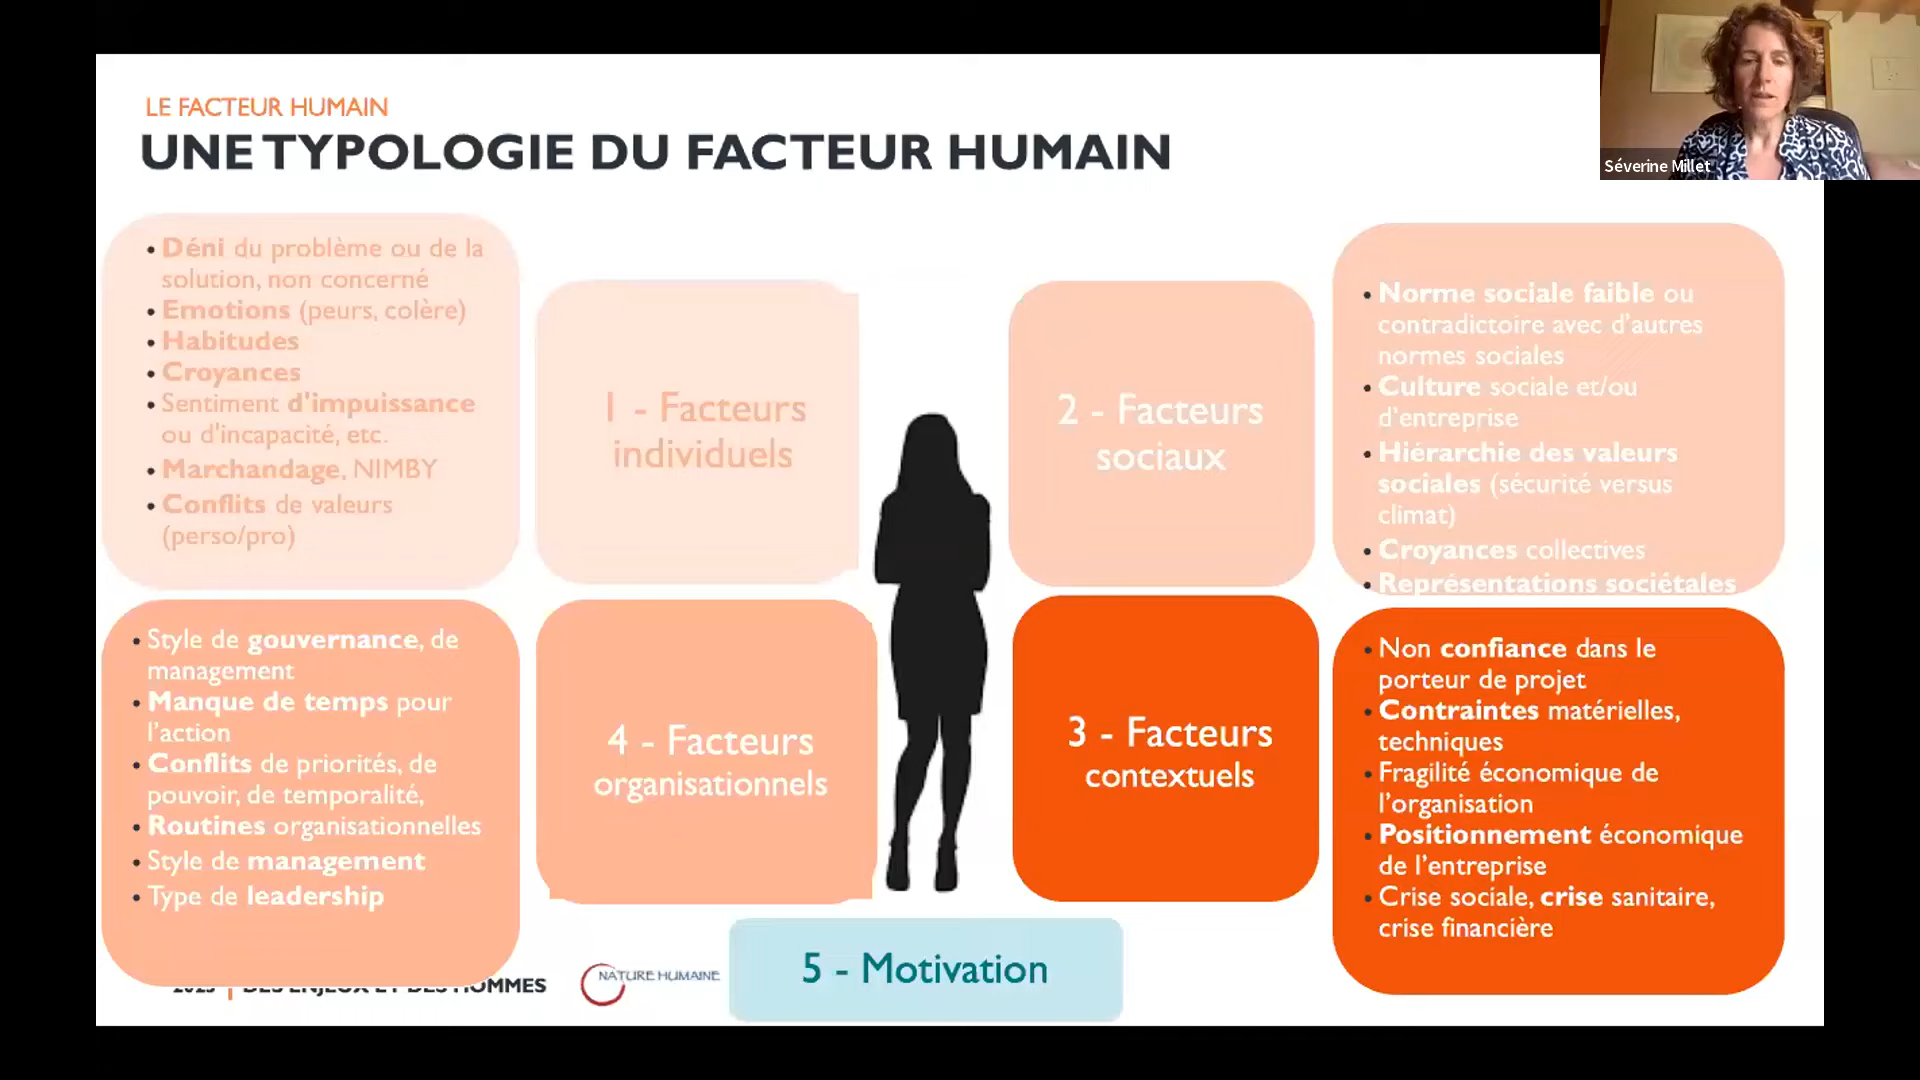 LE FACTEUR HUMAIN
UNE TYPOLOGIE DU FACTEUR HUMAIN
Séverine Millet
• Déni du problème ou de la
solution, non concerné
• Emotions (peurs, colère)
• Habitudes
• Croyances
• Sentiment d'impuissance
ou d'incapacité, etc.
• Marchandage, NIMBY
• Conflits de valeurs
(perso/pro)
1 - Facteurs
individuels
2 - Facteurs
sociaux
• Norme sociale faible ou
contradictoire avec d'autres
normes sociales
• Culture sociale et/ou
d'entreprise
• Hiérarchie des valeurs
sociales (sécurité versus
climat)
• Croyances collectives
• Représentations sociétales
• Style de gouvernance, de
management
• Manque de temps pour
l'action
• Conflits de priorités, de
pouvoir, de temporalité,
• Routines organisationnelles
• Style de management
• Type de leadership
4 - Facteurs
organisationnels
3 - Facteurs
contextuels
• Non confiance dans le
porteur de projet
• Contraintes matérielles,
techniques
• Fragilité économique de
l'organisation
• Positionnement économique
de l'entreprise
• Crise sociale, crise sanitaire,
crise financière
5 - Motivation
2023 | DES ENJEUX ET DES HOMMES
NATURE HUMAINE